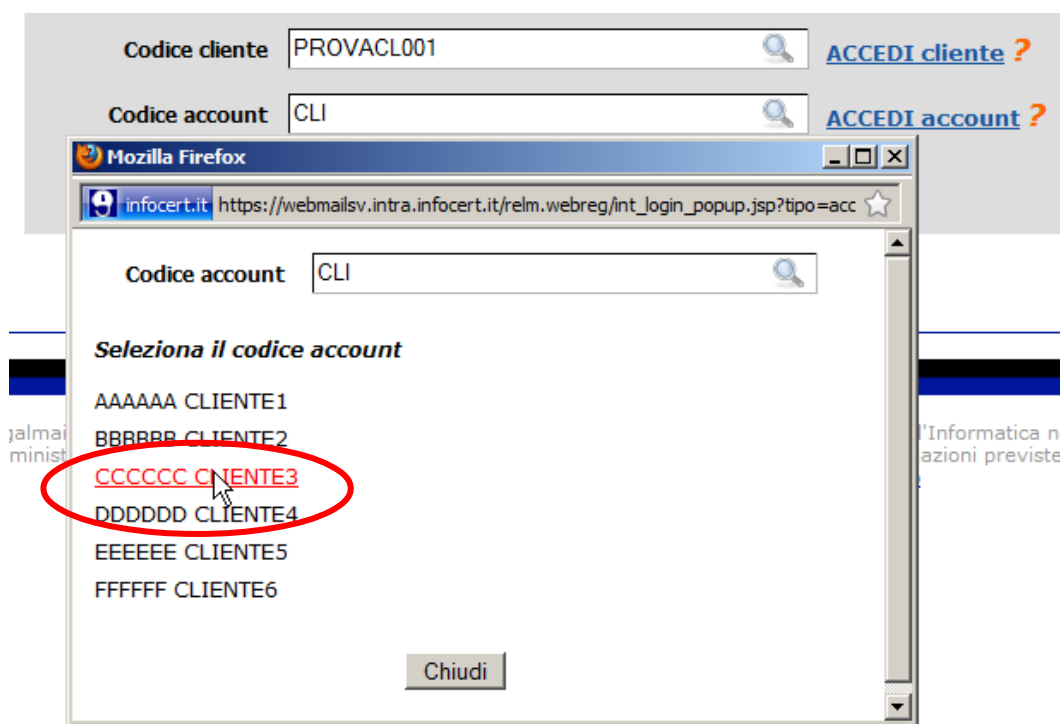 Codice cliente PROVACL001 ACCEDI cliente ?
Codice account CLI ACCEDI account ?
Mozilla Firefox
infocert.it https://webmailsv.intra.infocert.it/relm.webreg/int_login_popup.jsp?tipo=acc
Codice account CLI
Seleziona il codice account
AAAAAA CLIENTE1
galmai
l'Informatica n
BBBBBB CLIENTE2
minist
azioni previste
CCCCCC CLIENTE3
DDDDDD CLIENTE4
EEEEEE CLIENTE5
FFFFFF CLIENTE6
Chiudi